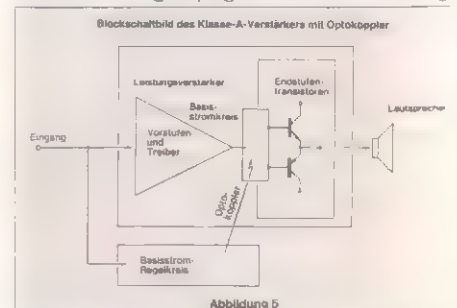 Blockschaltbild des Klasse-A-Verstärkers mit Optokoppler
Leistungsverstärker
Endstufen-
transistoren
Basis-
stromkreis
Lautsprecher
Eingang
Vorstufen
und
Treiber
Opto-
koppler
Basisstrom-
Regelkreis
Abbildung 5